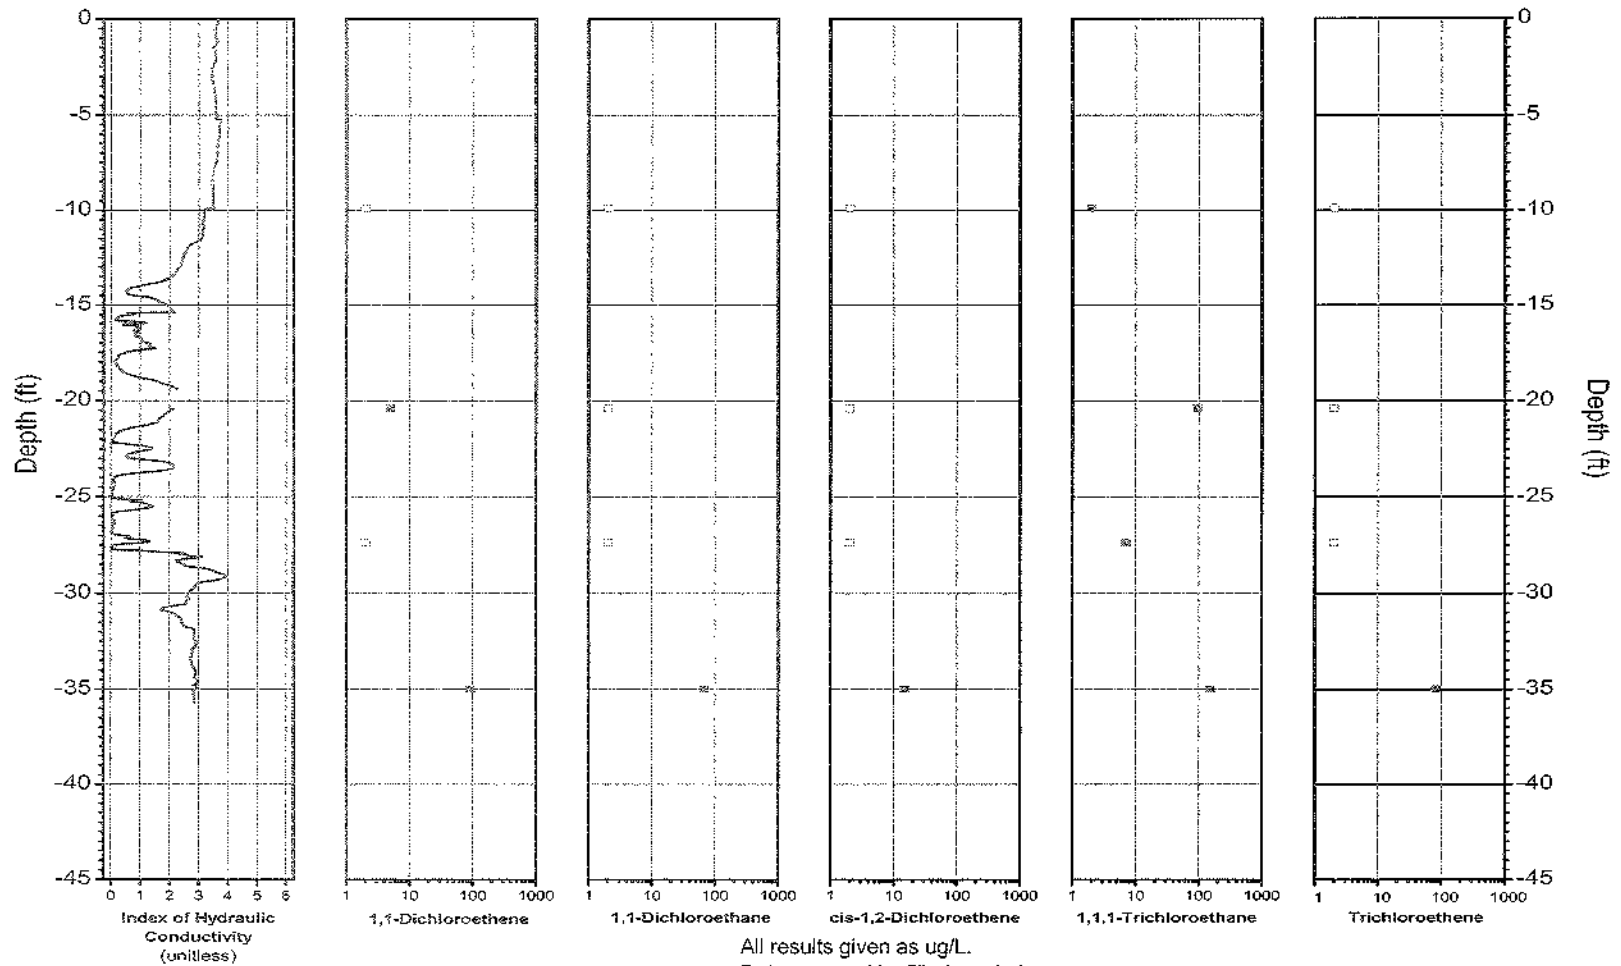 0
-5
-10
-15
-20
-25
-30
-35
-40
-45
Depth (ft)
0 1 2 3 4 5 6
Index of Hydraulic
Conductivity
(unitless)
1 10 100 1000
1,1-Dichloroethene
1 10 100 1000
1,1-Dichloroethane
1 10 100 1000
cis-1,2-Dichloroethene
1 10 100 1000
1,1,1-Trichloroethane
1 10 100 1000
Trichloroethene
0
-5
-10
-15
-20
-25
-30
-35
-40
-45
Depth (ft)
All results given as ug/L.